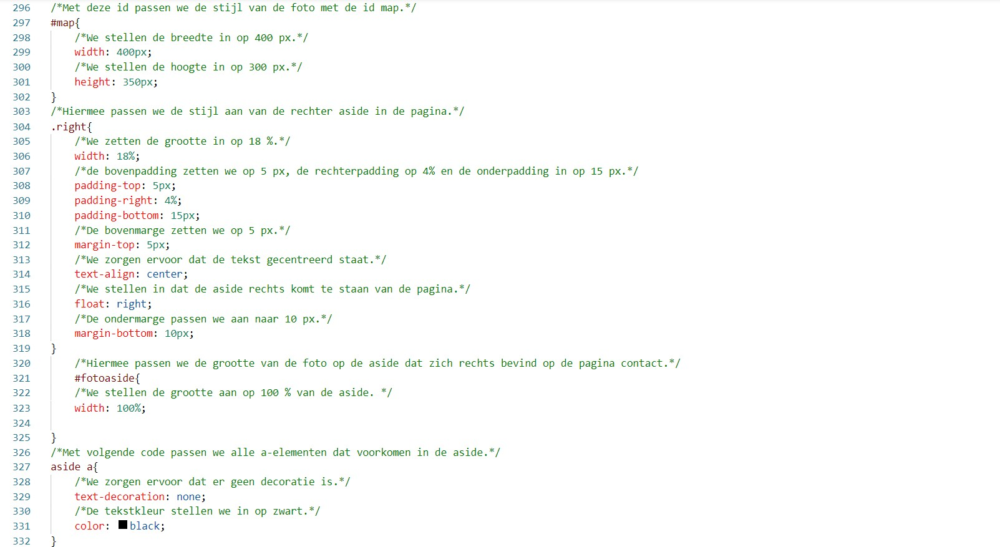 296 /*Met deze id passen we de stijl van de foto met de id map.*/
297 #map{
298 /*We stellen de breedte in op 400 px.*/
299 width: 400px;
300 /*We stellen de hoogte in op 300 px.*/
301 height: 350px;
302 }
303 /*Hiermee passen we de stijl aan van de rechter aside in de pagina.*/
304 .right{
305 /*We zetten de grootte in op 18 %.*/
306 width: 18%;
307 /*de bovenpadding zetten we op 5 px, de rechterpadding op 4% en de onderpadding in op 15 px.*/
308 padding-top: 5px;
309 padding-right: 4%;
310 padding-bottom: 15px;
311 /*De bovenmarge zetten we op 5 px.*/
312 margin-top: 5px;
313 /*We zorgen ervoor dat de tekst gecentreerd staat.*/
314 text-align: center;
315 /*We stellen in dat de aside rechts komt te staan van de pagina.*/
316 float: right;
317 /*De ondermarge passen we aan naar 10 px.*/
318 margin-bottom: 10px;
319 }
320 /*Hiermee passen we de grootte van de foto op de aside dat zich rechts bevind op de pagina contact.*/
321 #fotoaside{
322 /*We stellen de grootte aan op 100 % van de aside. */
323 width: 100%;
324
325 }
326 /*Met volgende code passen we alle a-elementen dat voorkomen in de aside.*/
327 aside a{
328 /*We zorgen ervoor dat er geen decoratie is.*/
329 text-decoration: none;
330 /*De tekstkleur stellen we in op zwart.*/
331 color: black;
332 }